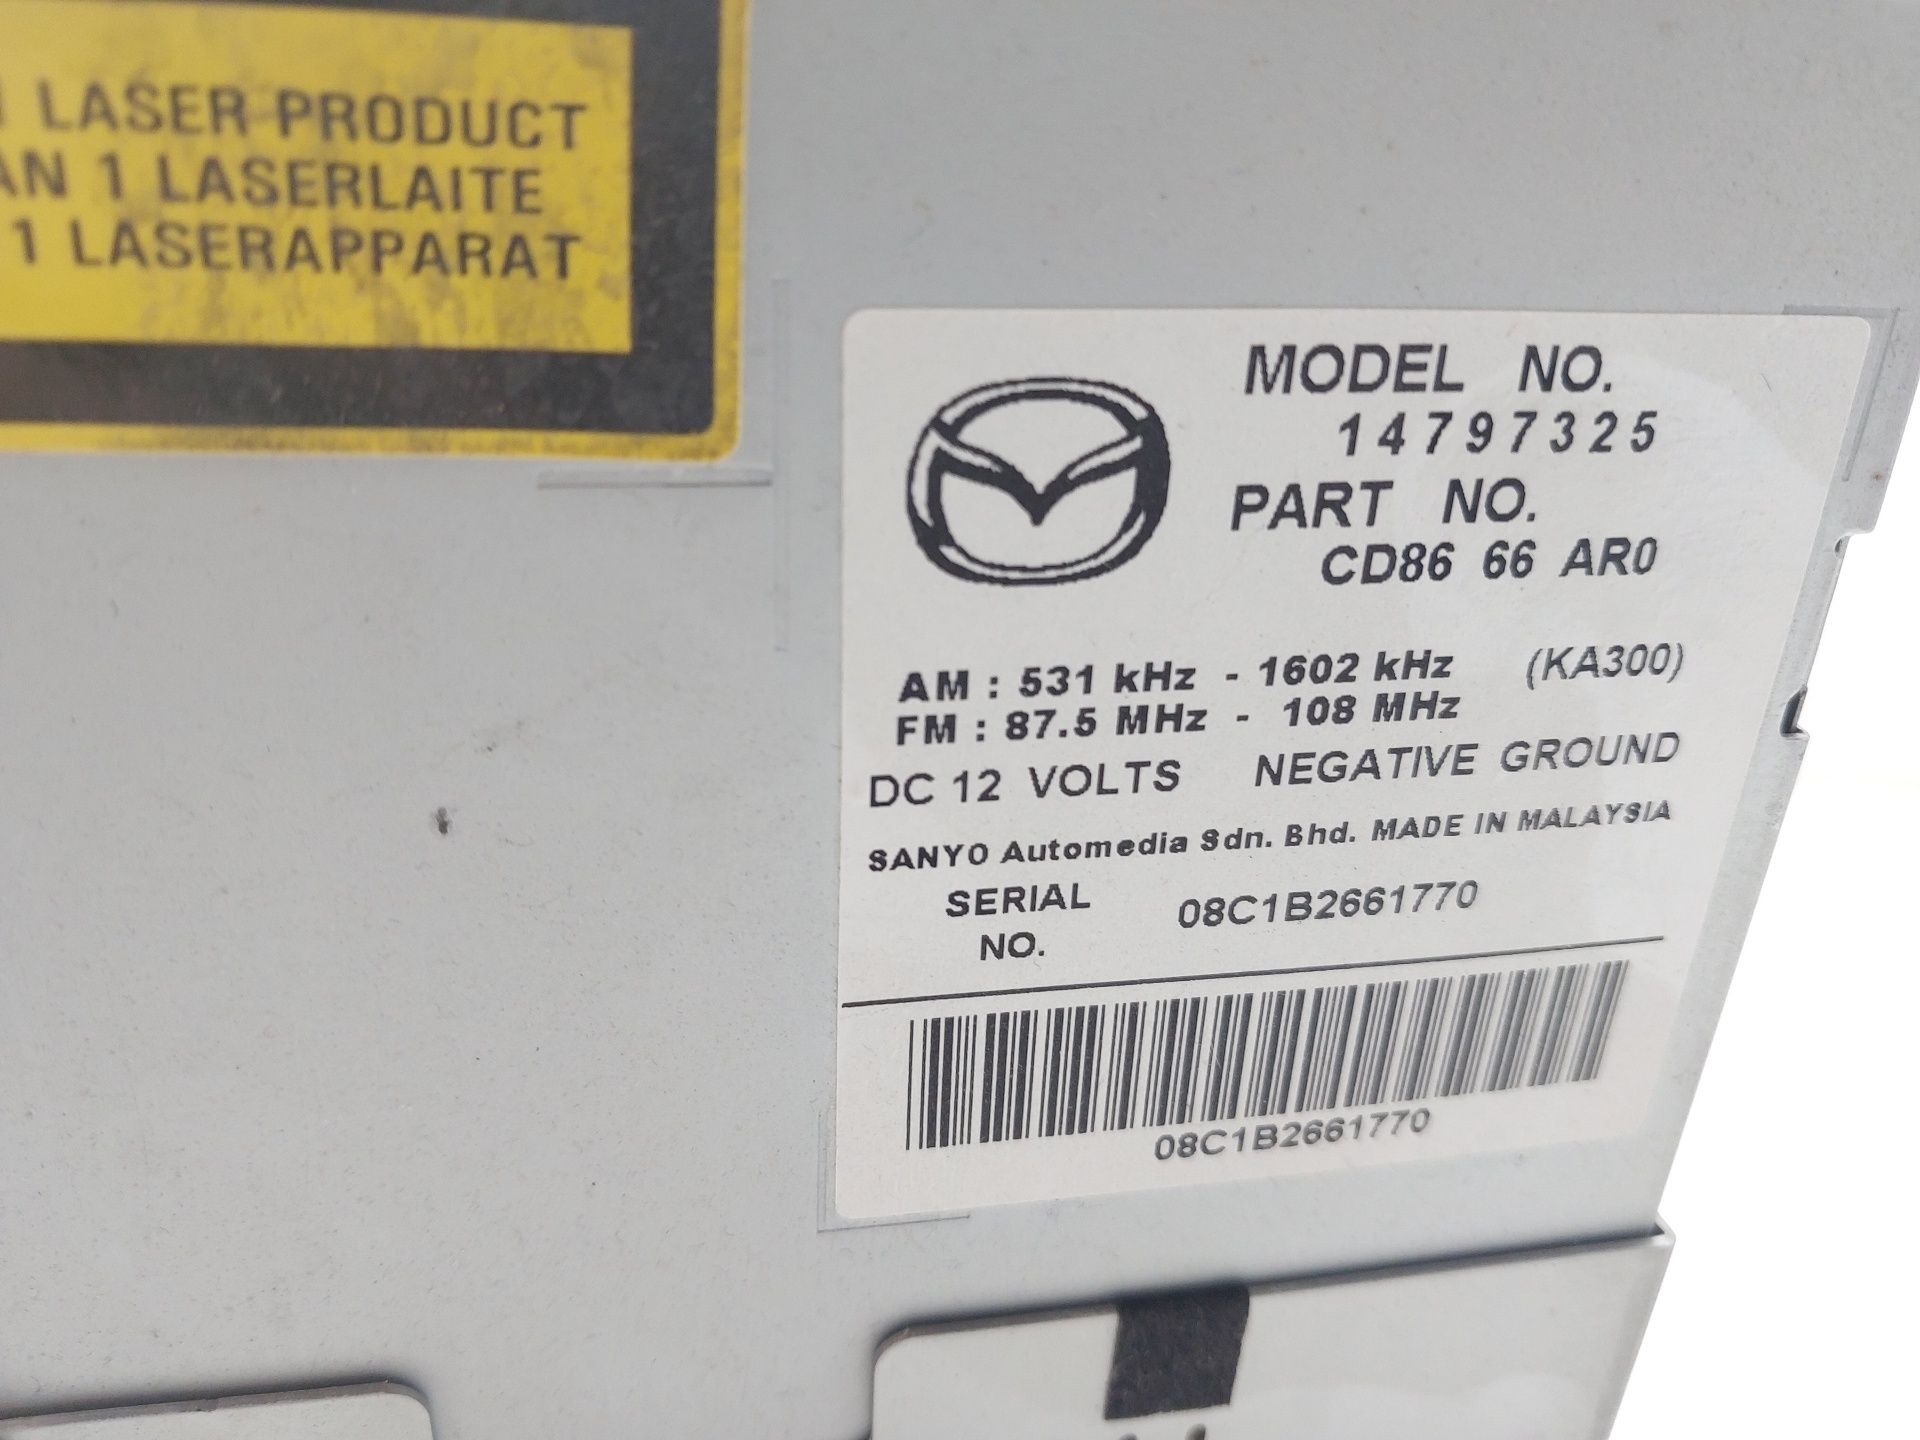 1 LASER PRODUCT
1 LASERLAITE
1 LASERAPPARAT
MODEL NO.
14797325
PART NO.
CD86 66 AR0
AM : 531 kHz - 1602 kHz (KA300)
FM : 87.5 MHz - 108 MHz
DC 12 VOLTS NEGATIVE GROUND
SANYO Automedia Sdn. Bhd. MADE IN MALAYSIA
SERIAL 08C1B2661770
NO.
08C1B2661770